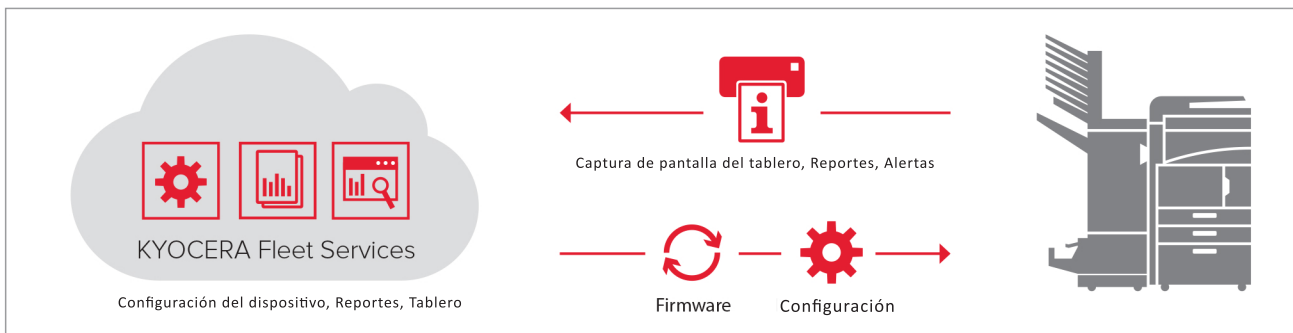 KYOCERA Fleet Services
Configuración del dispositivo, Reportes, Tablero
i
Captura de pantalla del tablero, Reportes, Alertas
Firmware
Configuración